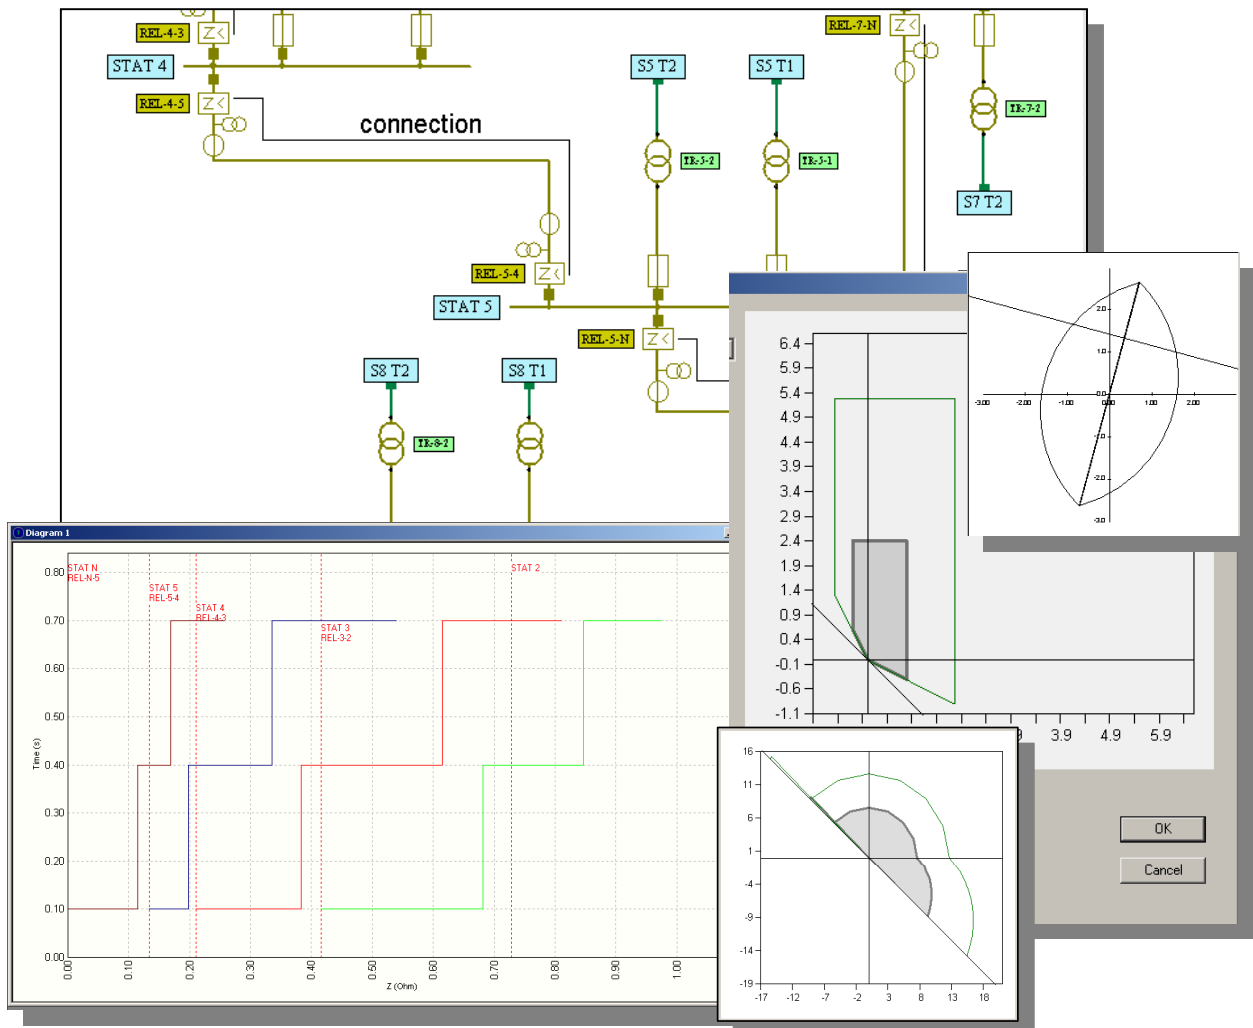 REL-4-3
Z<
STAT 4
REL-4-5
Z<
connection
S5 T2
S5 T1
REL-7-N
Z<
TR-7-2
TR-5-2
TR-5-1
S7 T2
REL-5-4
Z<
STAT 5
REL-5-N
Z<
S8 T2
S8 T1
TR-8-2
2.0
1.0
0.0
-3.00
-2.00
-1.00
0.00
1.00
2.00
-1.0
-2.0
-3.0
6.4
5.9
5.4
4.9
4.4
3.9
3.4
2.9
2.4
1.9
1.4
0.9
0.4
-0.1
-0.6
-1.1
3.9
4.9
5.9
OK
Cancel
Diagram 1
STAT N
REL-N-5
STAT 5
REL-5-4
STAT 4
REL-4-3
STAT 3
REL-3-2
STAT 2
Time (s)
0.80
0.70
0.60
0.50
0.40
0.30
0.20
0.10
0.00
0.00
0.10
0.20
0.30
0.40
0.50
0.60
0.70
0.80
0.90
1.00
Z (Ohm)
16
11
6
1
-4
-9
-14
-19
-17
-12
-7
-2
3
8
13
18